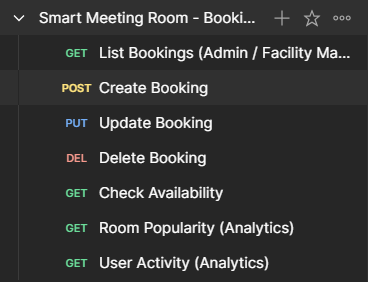 Smart Meeting Room - Booki...
GET List Bookings (Admin / Facility Ma...
POST Create Booking
PUT Update Booking
DEL Delete Booking
GET Check Availability
GET Room Popularity (Analytics)
GET User Activity (Analytics)